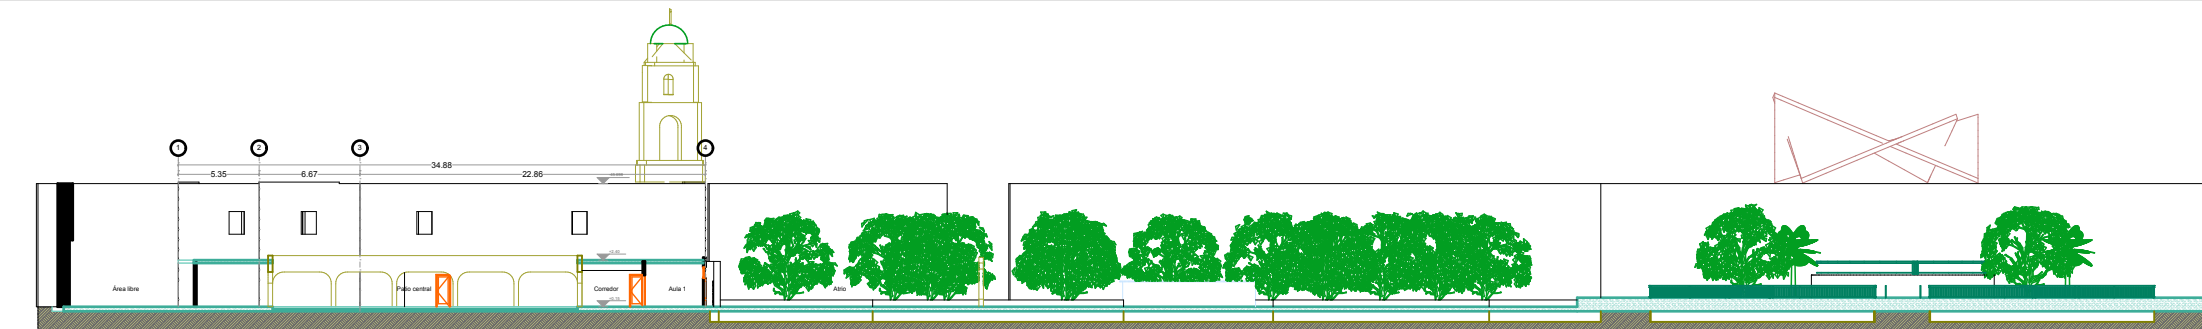 1
2
3
4
34.88
5.35
6.67
22.86
Área libre
Patio central
Corredor
Aula 1
Atrio